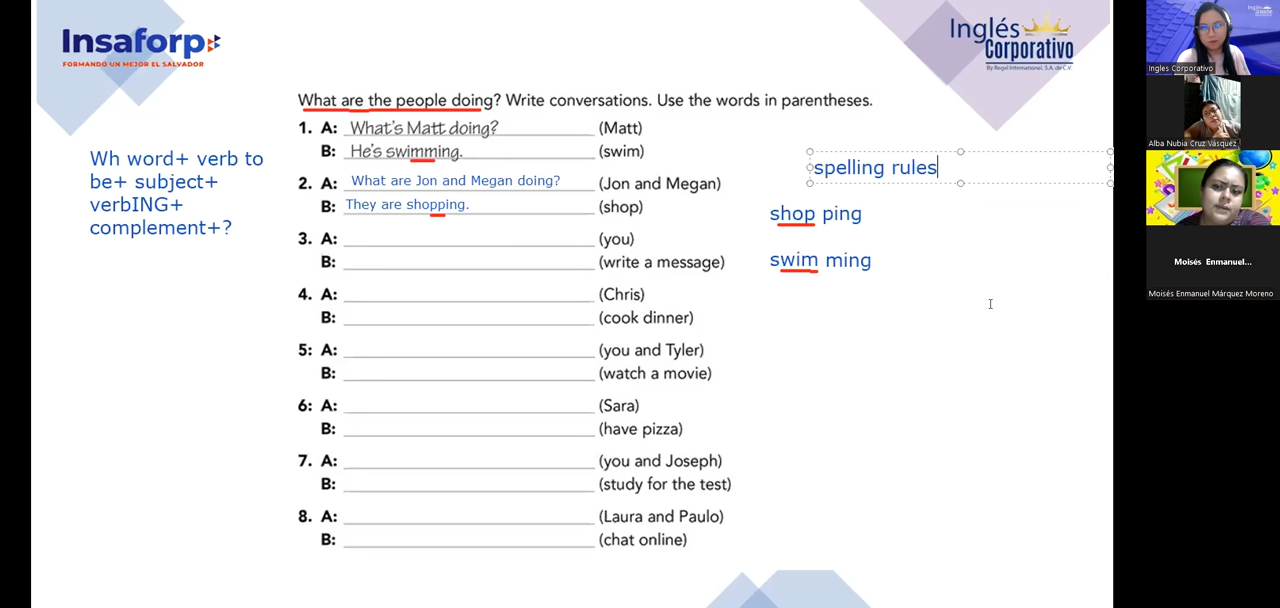 Insaforp
FORMANDO UN MEJOR EL SALVADOR
Inglés
Corporativo
By Regal International, S.A. de C.V.
What are the people doing? Write conversations. Use the words in parentheses.
1. A: What's Matt doing? (Matt)
B: He's swimming. (swim)
2. A: What are Jon and Megan doing? (Jon and Megan)
B: They are shopping. (shop)
3. A: (you)
B: (write a message)
4. A: (Chris)
B: (cook dinner)
5: A: (you and Tyler)
B: (watch a movie)
6: A: (Sara)
B: (have pizza)
7. A: (you and Joseph)
B: (study for the test)
8. A: (Laura and Paulo)
B: (chat online)
Wh word+ verb to
be+ subject+
verbING+
complement+?
spelling rules
shop ping
swim ming
Ingles Corporativo
Alba Nubia Cruz Vasquez
Moisés Enmanuel...
Moisés Enmanuel Márquez Moreno